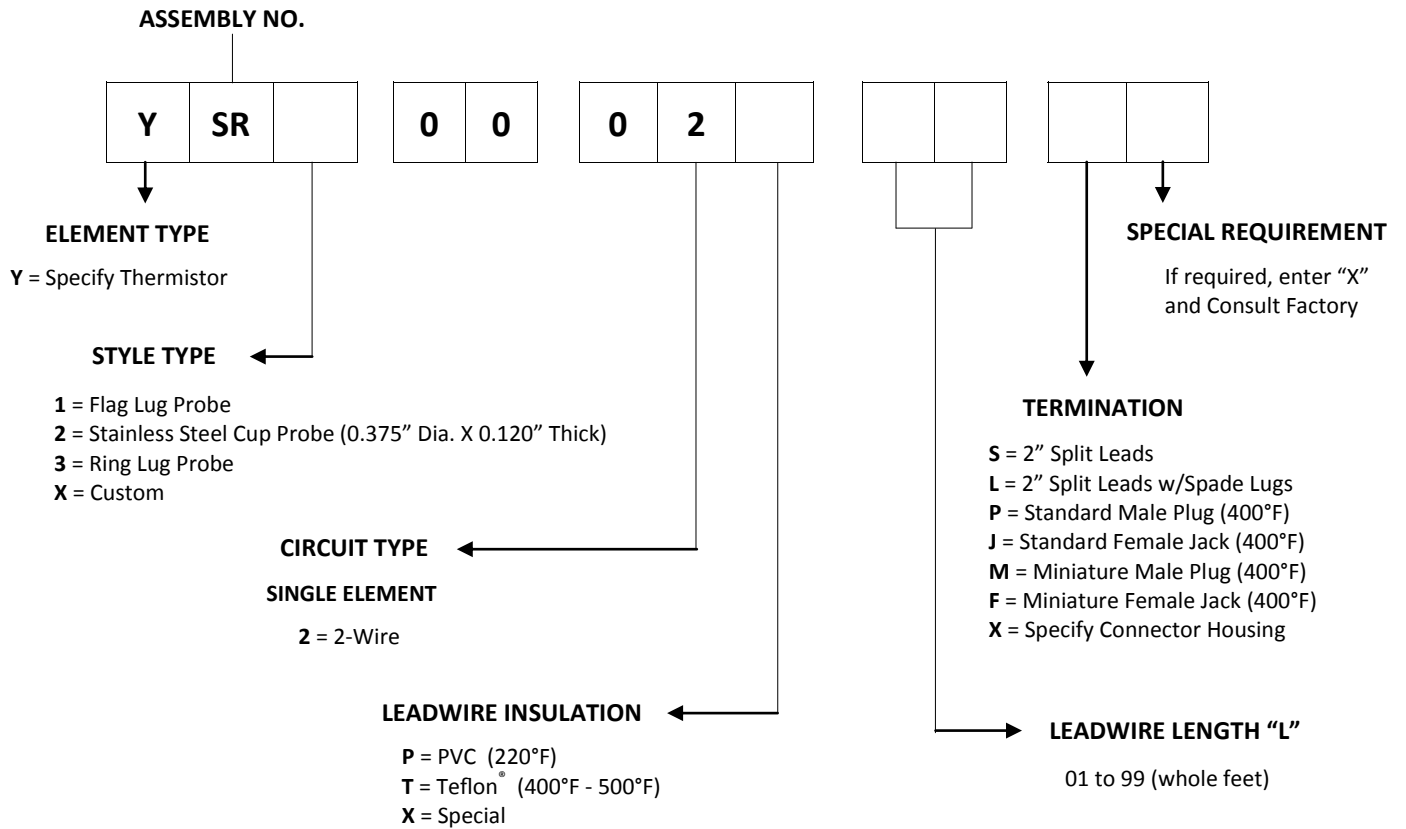 ASSEMBLY NO.
Y SR 0 0 0 2
ELEMENT TYPE
Y = Specify Thermistor
STYLE TYPE
1 = Flag Lug Probe
2 = Stainless Steel Cup Probe (0.375” Dia. X 0.120” Thick)
3 = Ring Lug Probe
X = Custom
CIRCUIT TYPE
SINGLE ELEMENT
2 = 2-Wire
LEADWIRE INSULATION
P = PVC (220°F)
T = Teflon® (400°F - 500°F)
X = Special
SPECIAL REQUIREMENT
If required, enter “X”
and Consult Factory
TERMINATION
S = 2” Split Leads
L = 2” Split Leads w/Spade Lugs
P = Standard Male Plug (400°F)
J = Standard Female Jack (400°F)
M = Miniature Male Plug (400°F)
F = Miniature Female Jack (400°F)
X = Specify Connector Housing
LEADWIRE LENGTH “L”
01 to 99 (whole feet)